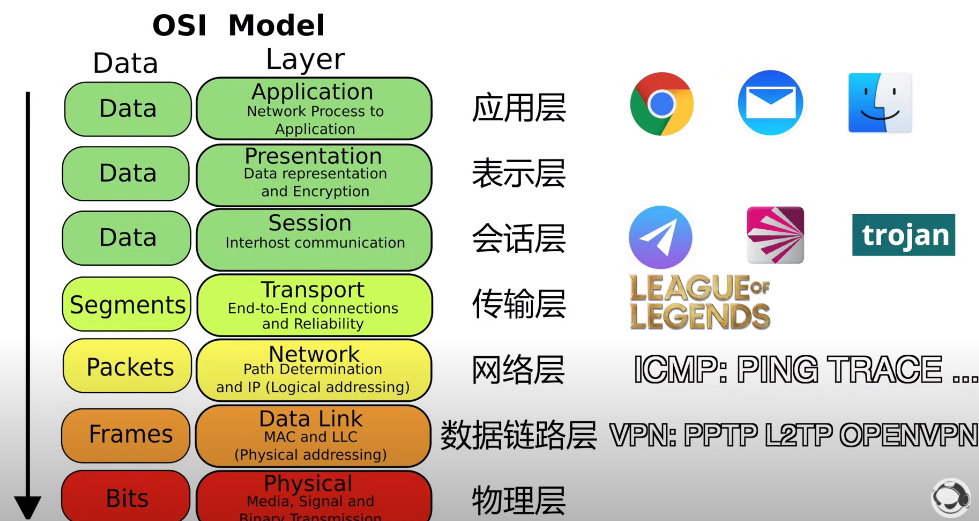 OSI Model
Data
Layer
Data
Application
Network Process to
Application
应用层
Data
Presentation
Data representation
and Encryption
表示层
Data
Session
Interhost communication
会话层
trojan
Segments
Transport
End-to-End connections
and Reliability
传输层
LEAGUE OF
LEGENDS
Packets
Network
Path Determination
and IP (Logical addressing)
网络层
ICMP: PING TRACE ...
Frames
Data Link
MAC and LLC
(Physical addressing)
数据链路层
VPN: PPTP L2TP OPENVPN
Bits
Physical
Media, Signal and
Binary Transmission
物理层